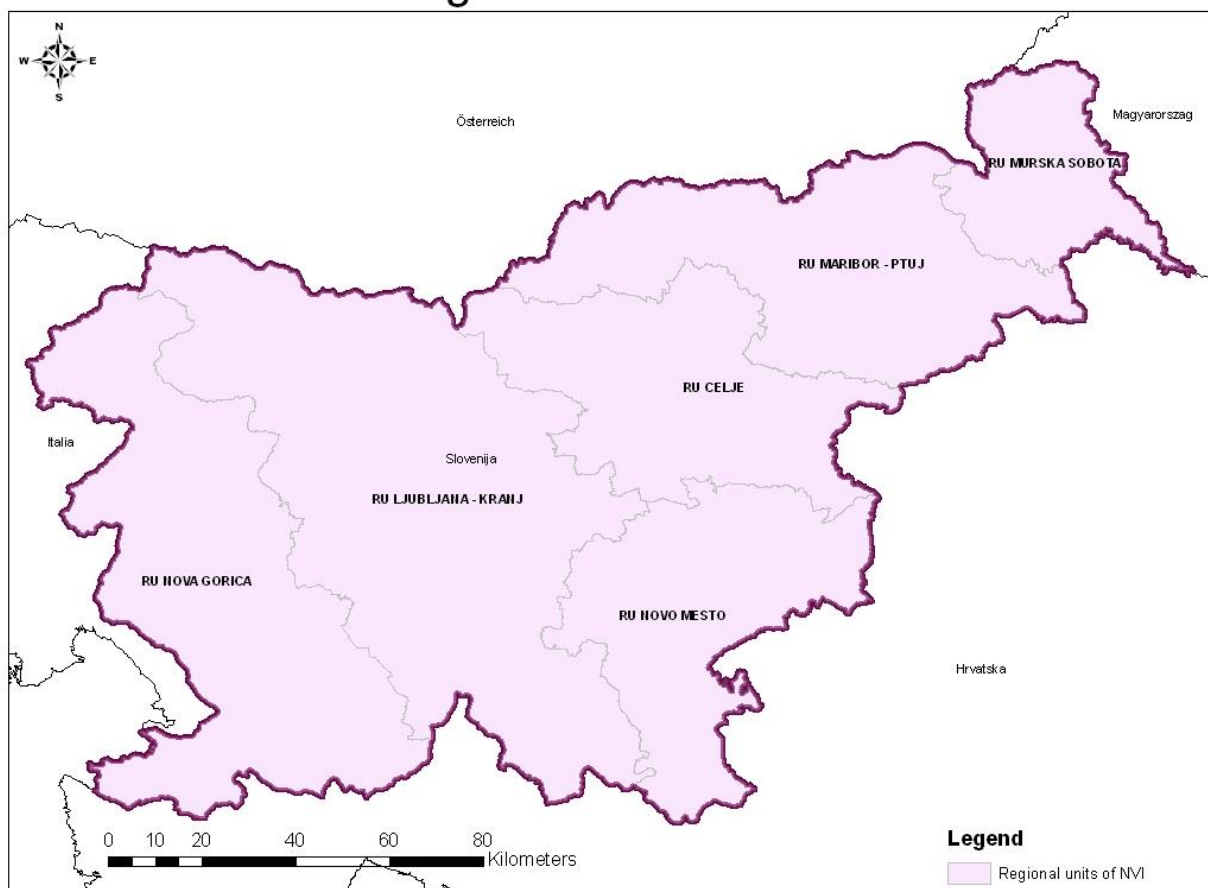 N
W E
S
Österreich
Magyarország
RU MURSKA SOBOTA
RU MARIBOR - PTUJ
RU CELJE
Italia
Slovenija
RU LJUBLJANA - KRANJ
RU NOVA GORICA
RU NOVO MESTO
Hrvatska
0 10 20 40 60 80
Kilometers
Legend
Regional units of NVI